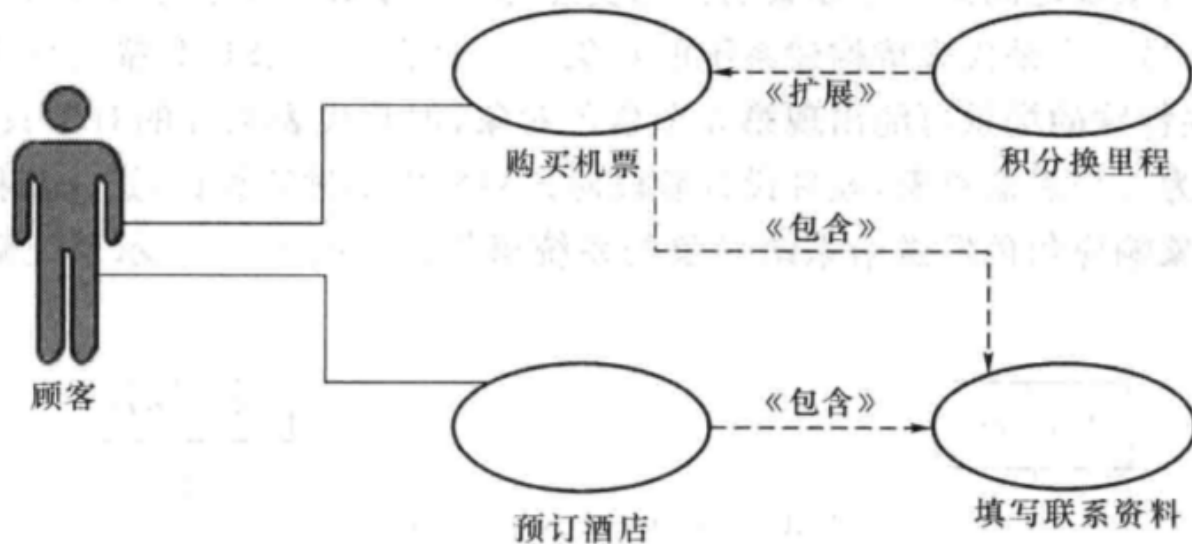 《扩展》
购买机票
积分换里程
《包含》
顾客
《包含》
预订酒店
填写联系资料